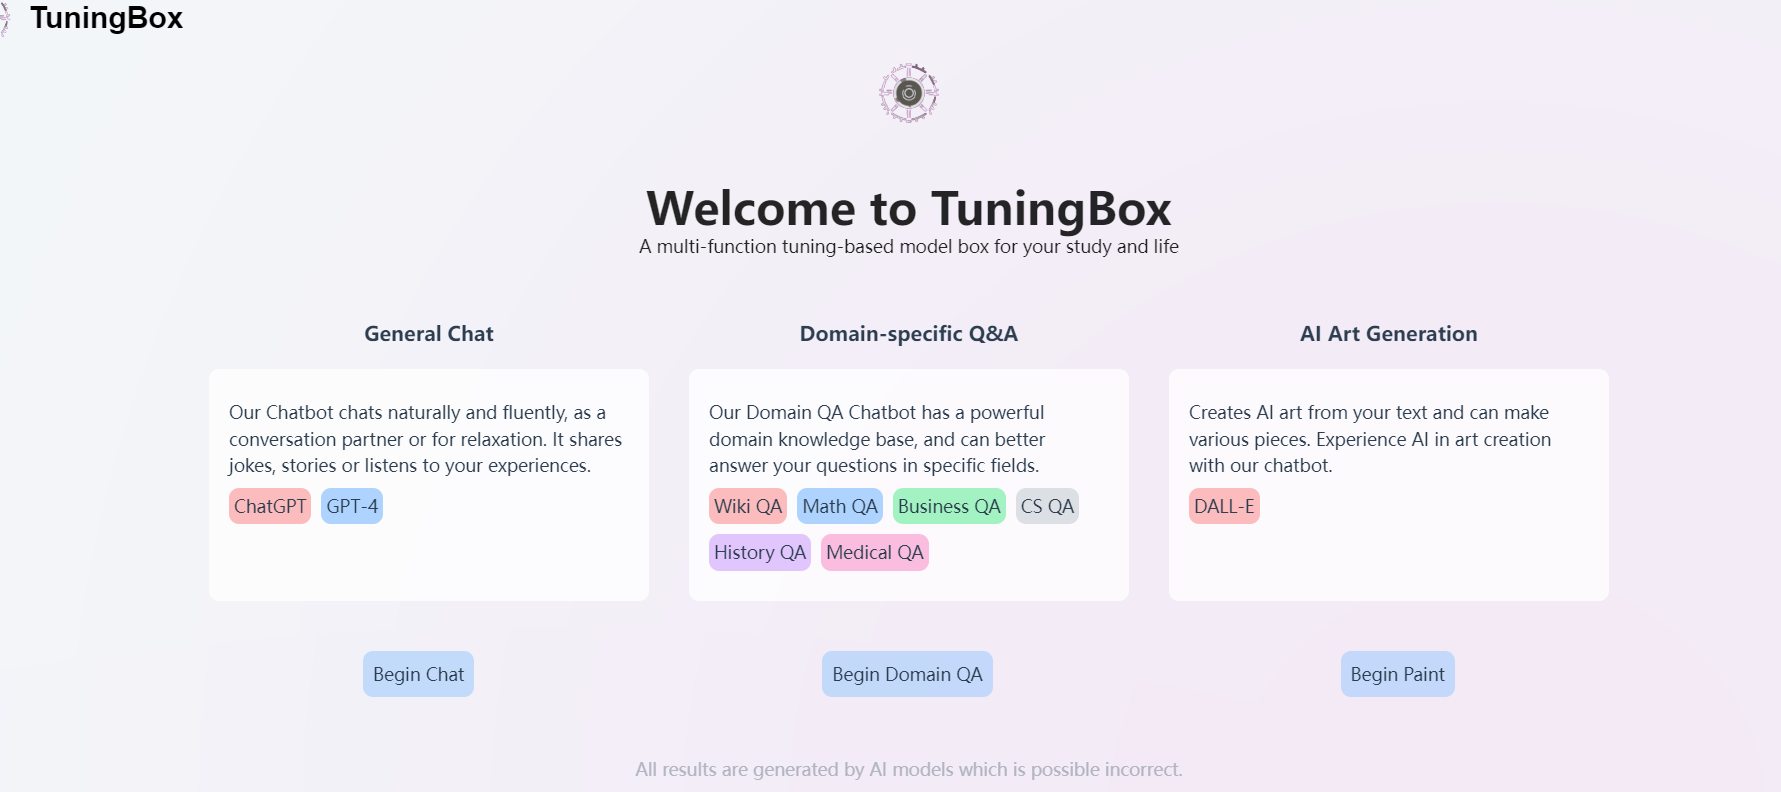 TuningBox
Welcome to TuningBox
A multi-function tuning-based model box for your study and life
General Chat
Our Chatbot chats naturally and fluently, as a
conversation partner or for relaxation. It shares
jokes, stories or listens to your experiences.
ChatGPT GPT-4
Begin Chat
Domain-specific Q&A
Our Domain QA Chatbot has a powerful
domain knowledge base, and can better
answer your questions in specific fields.
Wiki QA Math QA Business QA CS QA
History QA Medical QA
Begin Domain QA
AI Art Generation
Creates AI art from your text and can make
various pieces. Experience AI in art creation
with our chatbot.
DALL-E
Begin Paint
All results are generated by AI models which is possible incorrect.